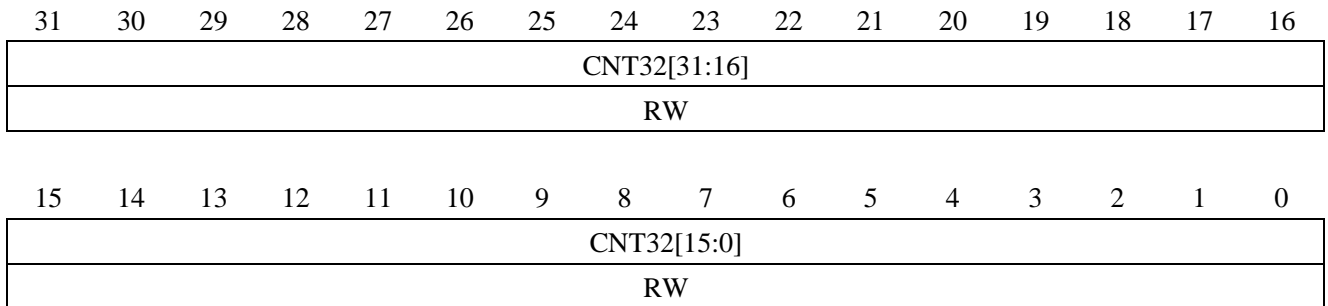 31 30 29 28 27 26 25 24 23 22 21 20 19 18 17 16
CNT32[31:16]
RW
15 14 13 12 11 10 9 8 7 6 5 4 3 2 1 0
CNT32[15:0]
RW